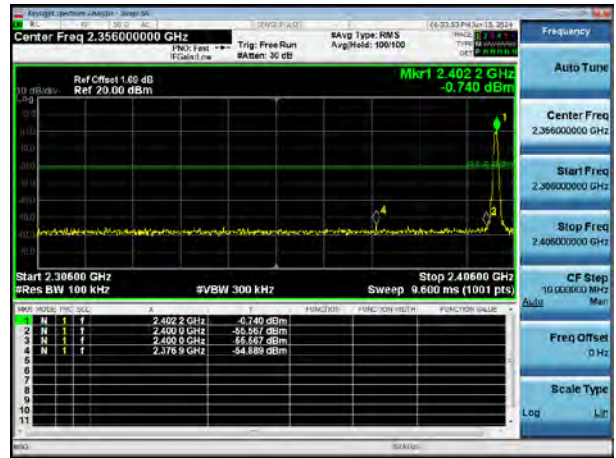 Keysight Spectrum Analyzer - Swept SA
Center Freq 2.356000000 GHz
PNO: Fast
IFGain:Low
Trig: Free Run
#Atten: 30 dB
#Avg Type: RMS
Avg|Hold: 100/100
Frequency
Ref Offset 1.69 dB
Ref 20.00 dBm
10 dB/div
Log
Mkr1 2.402 2 GHz
-0.740 dBm
1
4
3
Start 2.30600 GHz
Stop 2.40600 GHz
#Res BW 100 kHz
#VBW 300 kHz
Sweep 9.600 ms (1001 pts)
MKR MODE TRC SCL X Y FUNCTION FUNCTION WIDTH FUNCTION VALUE
1 N 1 f 2.402 2 GHz -0.740 dBm
2 N 1 f 2.400 0 GHz -55.567 dBm
3 N 1 f 2.400 0 GHz -55.567 dBm
4 N 1 f 2.376 9 GHz -54.889 dBm
5
6
7
8
9
10
11
Auto Tune
Center Freq
2.356000000 GHz
Start Freq
2.306000000 GHz
Stop Freq
2.406000000 GHz
CF Step
10.000000 MHz
Auto Man
Freq Offset
0 Hz
Scale Type
Log Lin
MSG
STATUS